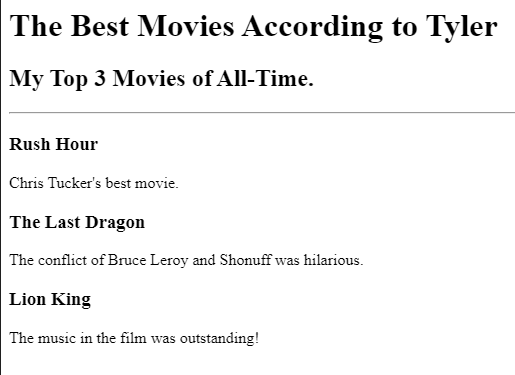 The Best Movies According to Tyler
My Top 3 Movies of All-Time.
Rush Hour
Chris Tucker's best movie.
The Last Dragon
The conflict of Bruce Leroy and Shonuff was hilarious.
Lion King
The music in the film was outstanding!